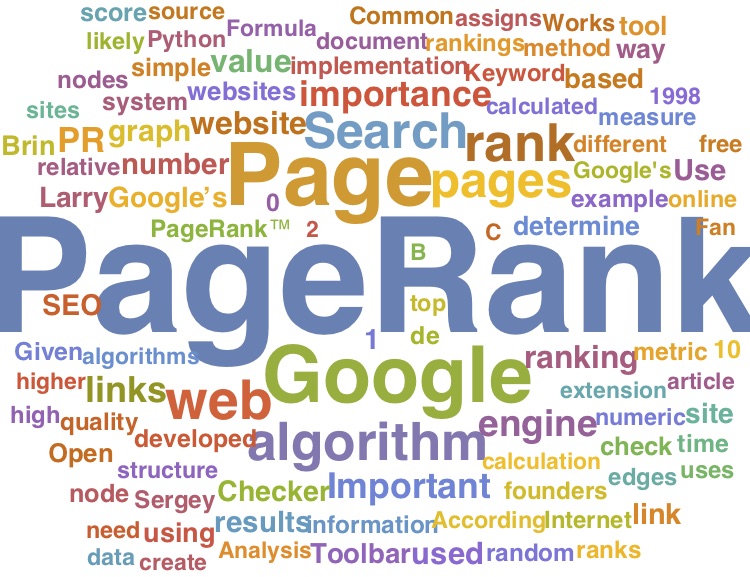 score source Common assigns Works tool
likely Python Formula document rankings method way
nodes simple value implementation Keyword based
sites system websites importance calculated 1998 measure
Brin PR graph website Search rank different free
relative number Page pages Google's Use
Larry Google’s 0 example online
PageRank™ 2 C determine Fan
PageRank
B
SEO top
1 de
Given algorithms Google ranking metric 10
higher links web extension article
high quality developed algorithm engine numeric site
Open structure calculation check time
node Sergey Checker Important founders edges uses
need using results information According Internet link
data create Analysis Toolbar used random ranks